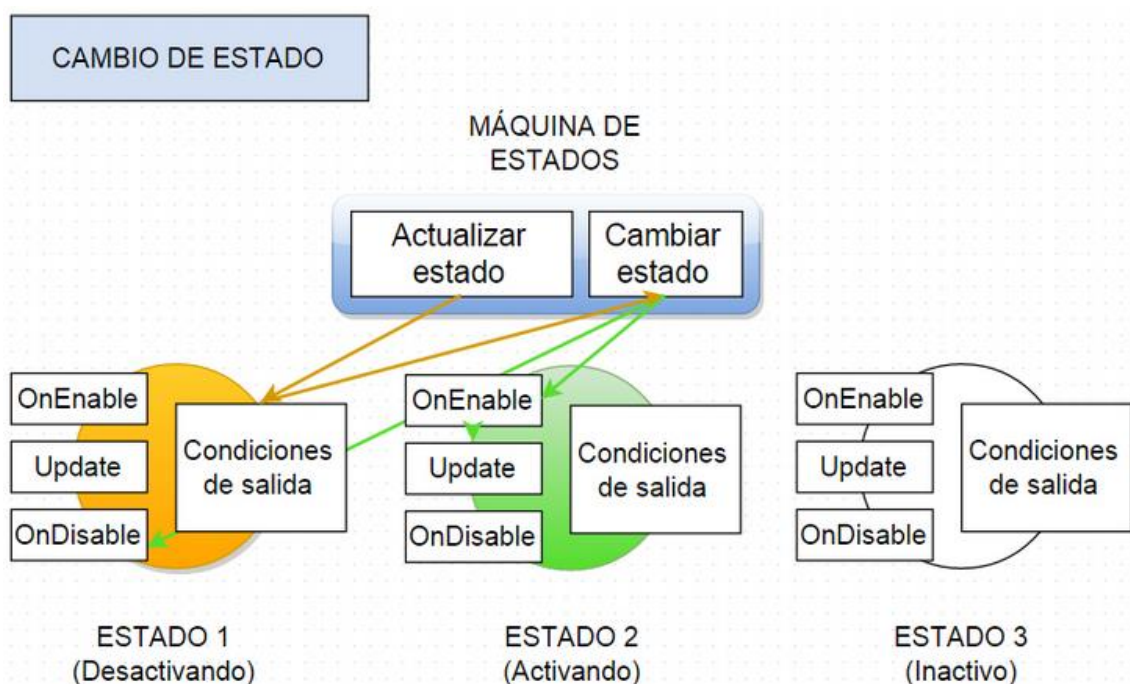 CAMBIO DE ESTADO
MÁQUINA DE
ESTADOS
Actualizar
estado
Cambiar
estado
OnEnable
Update
OnDisable
Condiciones
de salida
OnEnable
Update
OnDisable
Condiciones
de salida
OnEnable
Update
OnDisable
Condiciones
de salida
ESTADO 1
(Desactivando)
ESTADO 2
(Activando)
ESTADO 3
(Inactivo)